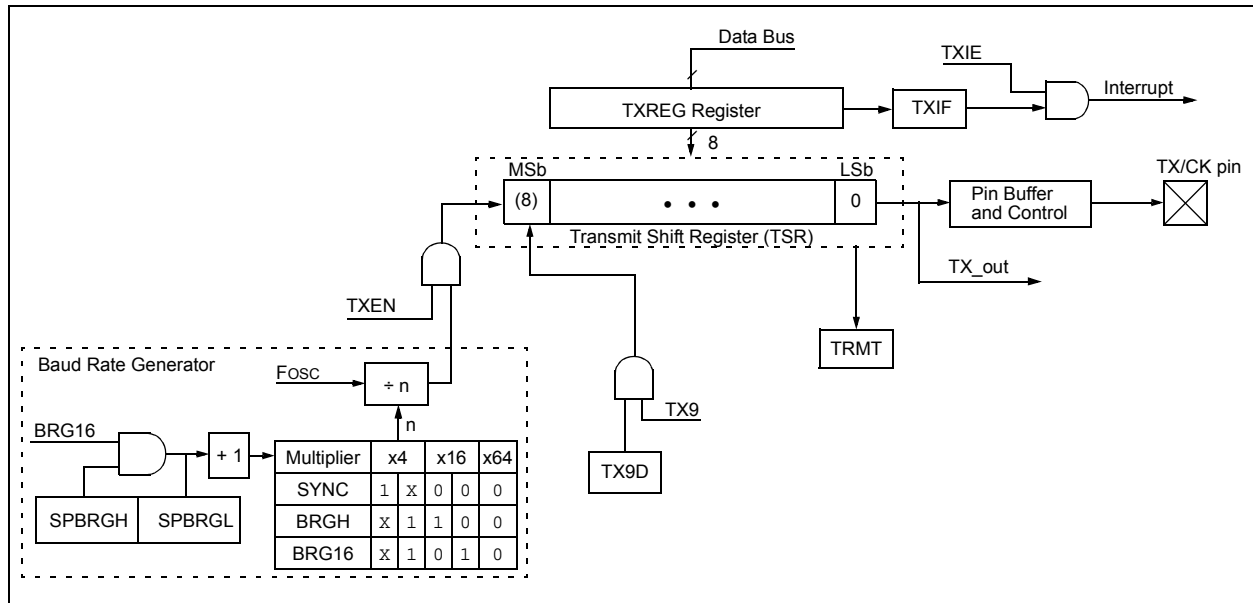 Data Bus
TXIE
Interrupt
TXREG Register
TXIF
8
MSb
LSb
TX/CK pin
(8)
• • •
0
Pin Buffer
and Control
Transmit Shift Register (TSR)
TX_out
TXEN
TRMT
Baud Rate Generator
FOSC
÷ n
TX9
n
BRG16
+ 1
Multiplier x4 x16 x64
TX9D
SYNC 1 X 0 0 0
SPBRGH SPBRGL
BRGH X 1 1 0 0
BRG16 X 1 0 1 0